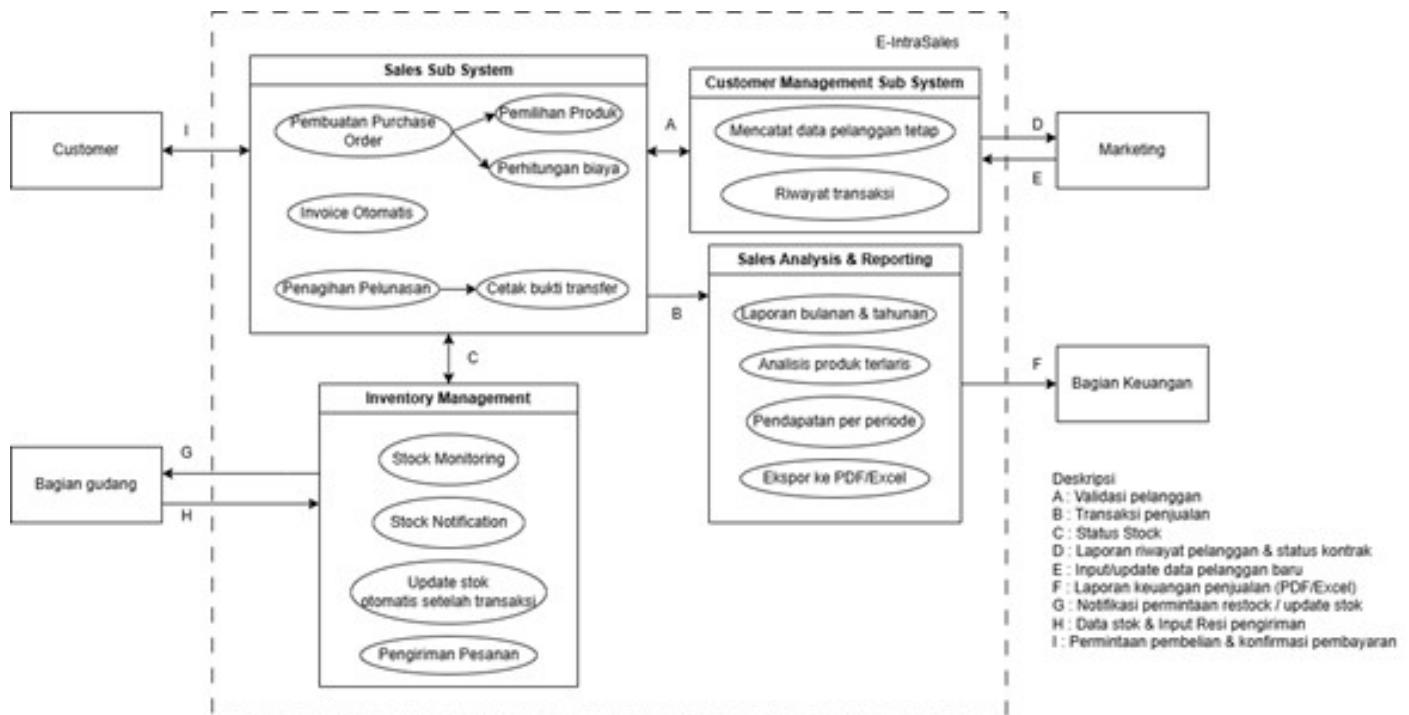 E-IntraSales
Sales Sub System
Pembuatan Purchase
Order
Pemilihan Produk
Perhitungan biaya
Invoice Otomatis
Penagihan Pelunasan
Cetak bukti transfer
Customer Management Sub System
Mencatat data pelanggan tetap
Riwayat transaksi
Customer
I
A
D
E
Marketing
Sales Analysis & Reporting
Laporan bulanan & tahunan
Analisis produk terlaris
Pendapatan per periode
Ekspor ke PDF/Excel
B
C
F
Bagian Keuangan
Inventory Management
Stock Monitoring
Stock Notification
Update stok
otomatis setelah transaksi
Pengiriman Pesanan
G
Bagian gudang
H
Deskripsi
A : Validasi pelanggan
B : Transaksi penjualan
C : Status Stock
D : Laporan riwayat pelanggan & status kontrak
E : Input/update data pelanggan baru
F : Laporan keuangan penjualan (PDF/Excel)
G : Notifikasi permintaan restock / update stok
H : Data stok & Input Resi pengiriman
I : Permintaan pembelian & konfirmasi pembayaran